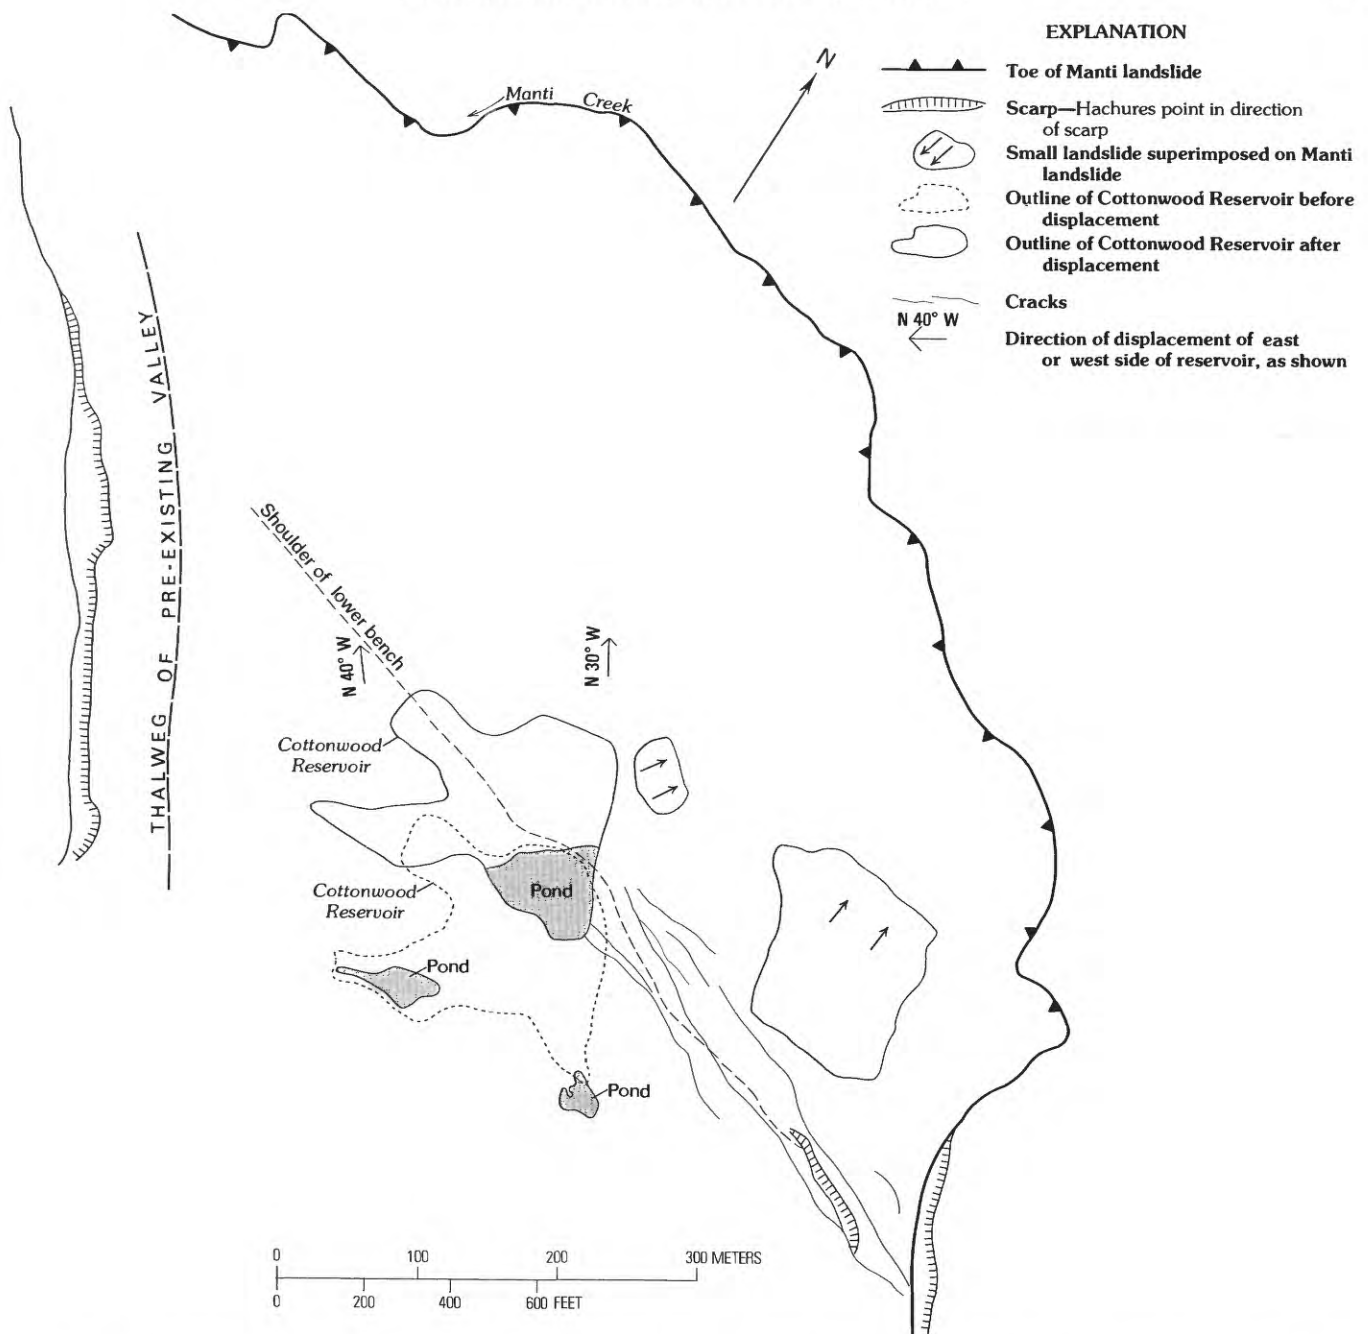 EXPLANATION
Toe of Manti landslide
Scarp—Hachures point in direction
of scarp
Small landslide superimposed on Manti
landslide
Outline of Cottonwood Reservoir before
displacement
Outline of Cottonwood Reservoir after
displacement
Cracks
N 40° W
Direction of displacement of east
or west side of reservoir, as shown
N
Manti Creek
THALWEG OF PRE-EXISTING VALLEY
Shoulder of lower bench
N 40° W
N 30° W
Cottonwood
Reservoir
Cottonwood
Reservoir
Pond
Pond
Pond
0 100 200 300 METERS
0 200 400 600 FEET